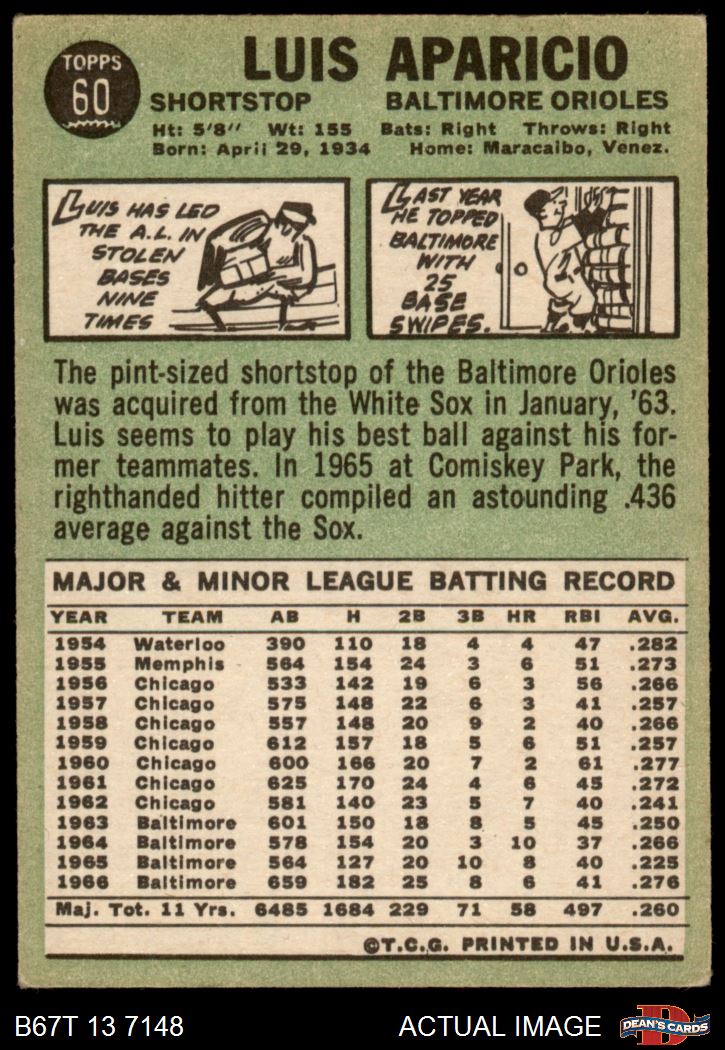 TOPPS
60
LUIS APARICIO
SHORTSTOP BALTIMORE ORIOLES
Ht: 5'8" Wt: 155 Bats: Right Throws: Right
Born: April 29, 1934 Home: Maracaibo, Venez.
LUIS HAS LED
THE A.L. IN
STOLEN
BASES
NINE
TIMES
LAST YEAR
HE TOPPED
BALTIMORE
WITH
25
BASE
SWIPES.
The pint-sized shortstop of the Baltimore Orioles
was acquired from the White Sox in January, '63.
Luis seems to play his best ball against his for-
mer teammates. In 1965 at Comiskey Park, the
righthanded hitter compiled an astounding .436
average against the Sox.
MAJOR & MINOR LEAGUE BATTING RECORD
YEAR TEAM AB H 2B 3B HR RBI AVG.
1954 Waterloo 390 110 18 4 4 47 .282
1955 Memphis 564 154 24 3 6 51 .273
1956 Chicago 533 142 19 6 3 56 .266
1957 Chicago 575 148 22 6 3 41 .257
1958 Chicago 557 148 20 9 2 40 .266
1959 Chicago 612 157 18 5 6 51 .257
1960 Chicago 600 166 20 7 2 61 .277
1961 Chicago 625 170 24 4 6 45 .272
1962 Chicago 581 140 23 5 7 40 .241
1963 Baltimore 601 150 18 8 5 45 .250
1964 Baltimore 578 154 20 3 10 37 .266
1965 Baltimore 564 127 20 10 8 40 .225
1966 Baltimore 659 182 25 8 6 41 .276
Maj. Tot. 11 Yrs. 6485 1684 229 71 58 497 .260
©T.C.G. PRINTED IN U.S.A.
B67T 13 7148 ACTUAL IMAGE
D
DEAN'S CARDS